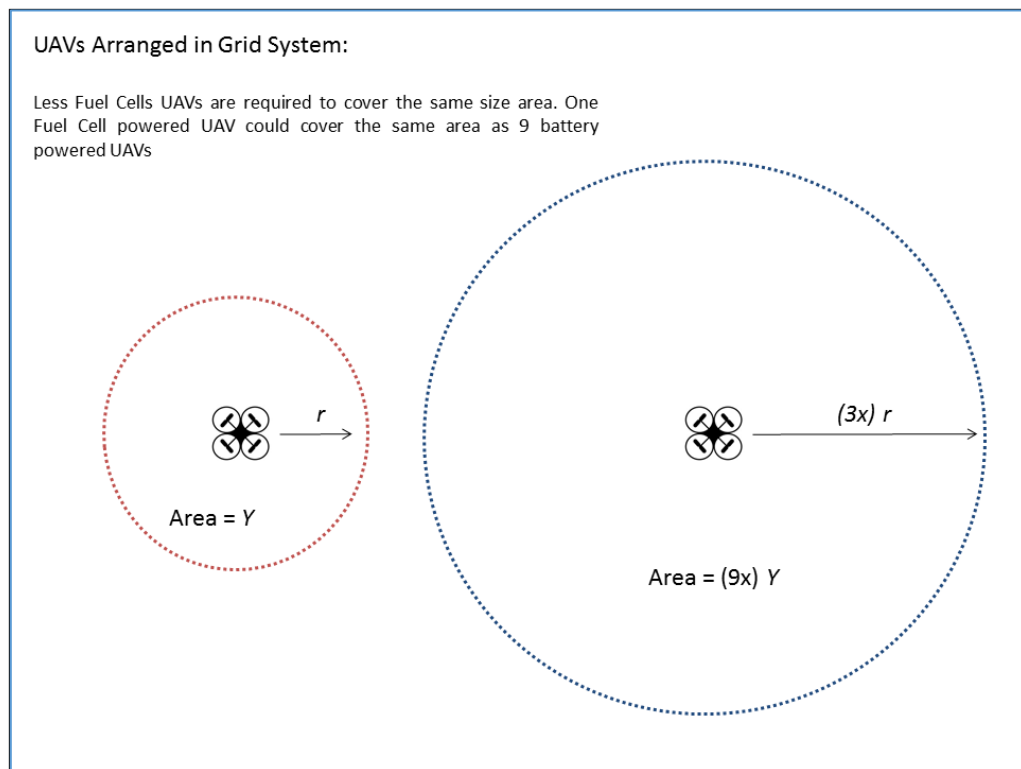 UAVs Arranged in Grid System:
Less Fuel Cells UAVs are required to cover the same size area. One
Fuel Cell powered UAV could cover the same area as 9 battery
powered UAVs
r
(3x) r
Area = Y
Area = (9x) Y